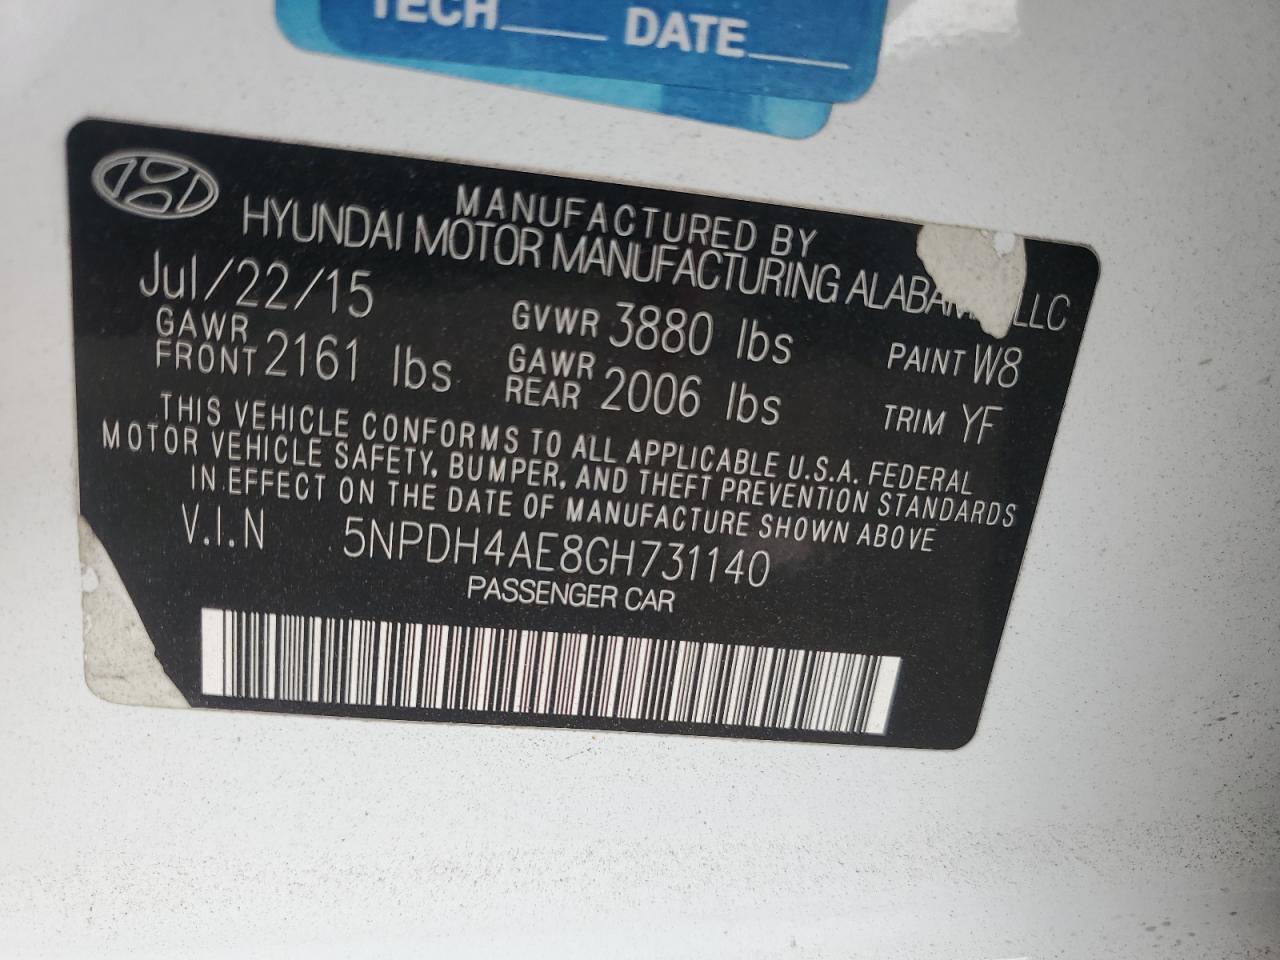 TECH____ DATE____
MANUFACTURED BY
HYUNDAI MOTOR MANUFACTURING LLC
Jul/22/15
GVWR 3880 lbs
PAINT W8
GAWR FRONT 2161 lbs
GAWR REAR 2006 lbs
TRIM YF
THIS VEHICLE CONFORMS TO ALL APPLICABLE U.S.A. FEDERAL
MOTOR VEHICLE SAFETY, BUMPER, AND THEFT PREVENTION STANDARDS
IN EFFECT ON THE DATE OF MANUFACTURE SHOWN ABOVE
V.I.N 5NPDH4AE8GH731140
PASSENGER CAR